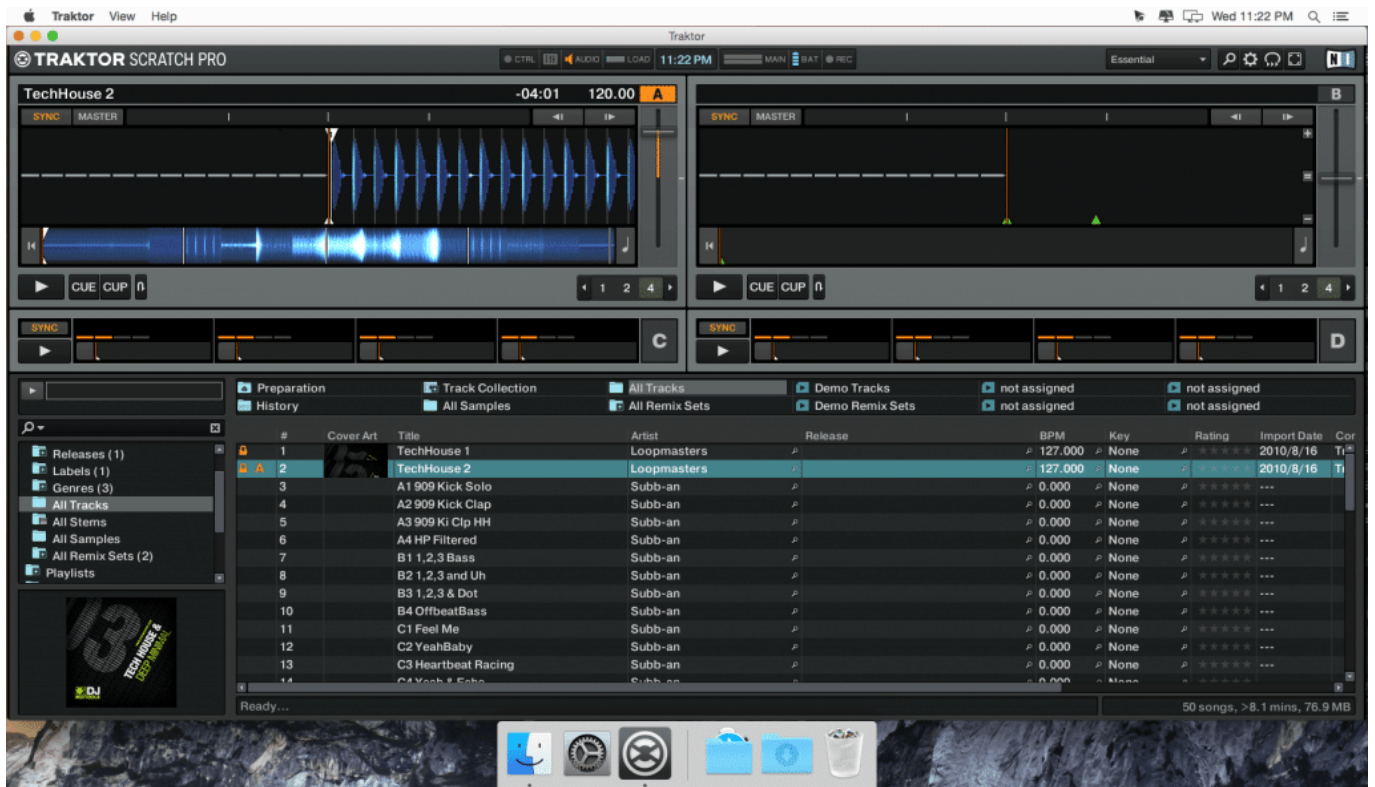 Traktor View Help Wed 11:22 PM
Traktor
TRAKTOR SCRATCH PRO CTRL AUDIO LOAD 11:22 PM MAIN BAT REC Essential NI
TechHouse 2 -04:01 120.00 A B
SYNC MASTER SYNC MASTER
CUE CUP 1 2 4 CUE CUP 1 2 4
SYNC C SYNC D
Preparation Track Collection All Tracks Demo Tracks not assigned not assigned
History All Samples All Remix Sets Demo Remix Sets not assigned not assigned
Releases (1)
Labels (1)
Genres (3)
All Tracks
All Stems
All Samples
All Remix Sets (2)
Playlists
# Cover Art Title Artist Release BPM Key Rating Import Date Cor
1 TechHouse 1 Loopmasters 127.000 None 2010/8/16
A 2 TechHouse 2 Loopmasters 127.000 None 2010/8/16
3 A1 909 Kick Solo Subb-an 0.000 None ---
4 A2 909 Kick Clap Subb-an 0.000 None ---
5 A3 909 Ki Clp HH Subb-an 0.000 None ---
6 A4 HP Filtered Subb-an 0.000 None ---
7 B1 1,2,3 Bass Subb-an 0.000 None ---
8 B2 1,2,3 and Uh Subb-an 0.000 None ---
9 B3 1,2,3 & Dot Subb-an 0.000 None ---
10 B4 OffbeatBass Subb-an 0.000 None ---
11 C1 Feel Me Subb-an 0.000 None ---
12 C2 YeahBaby Subb-an 0.000 None ---
13 C3 Heartbeat Racing Subb-an 0.000 None ---
14 C4 Yeah & Echo Subb-an 0.000 None
13
TECH HOUSE &
DEEP MINIMAL
DJ
Ready... 50 songs, >8.1 mins, 76.9 MB